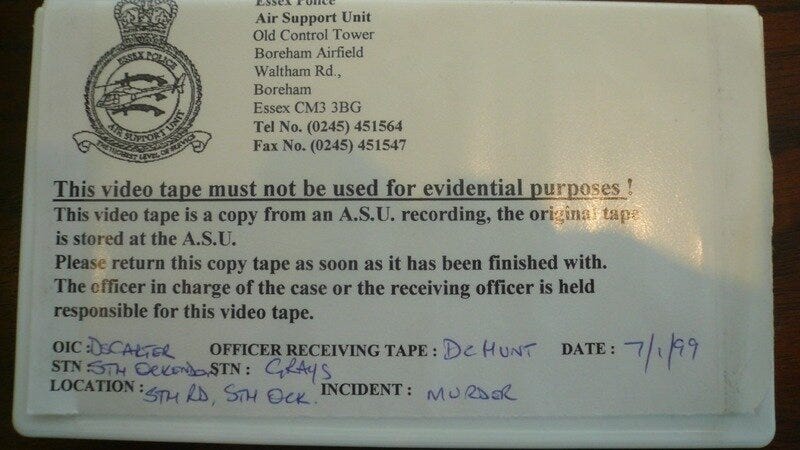 Essex Police
Air Support Unit
Old Control Tower
Boreham Airfield
Waltham Rd.,
Boreham
Essex CM3 3BG
Tel No. (0245) 451564
Fax No. (0245) 451547
ESSEX POLICE
AIR SUPPORT UNIT
THE HIGHEST LEVEL OF SERVICE
This video tape must not be used for evidential purposes !
This video tape is a copy from an A.S.U. recording, the original tape
is stored at the A.S.U.
Please return this copy tape as soon as it has been finished with.
The officer in charge of the case or the receiving officer is held
responsible for this video tape.
OIC : OFFICER RECEIVING TAPE : DC HUNT DATE : 7/1/99
STN : STH OCKENDON STN : GRAYS
LOCATION : STH RD, STH OCK. INCIDENT : MURDER